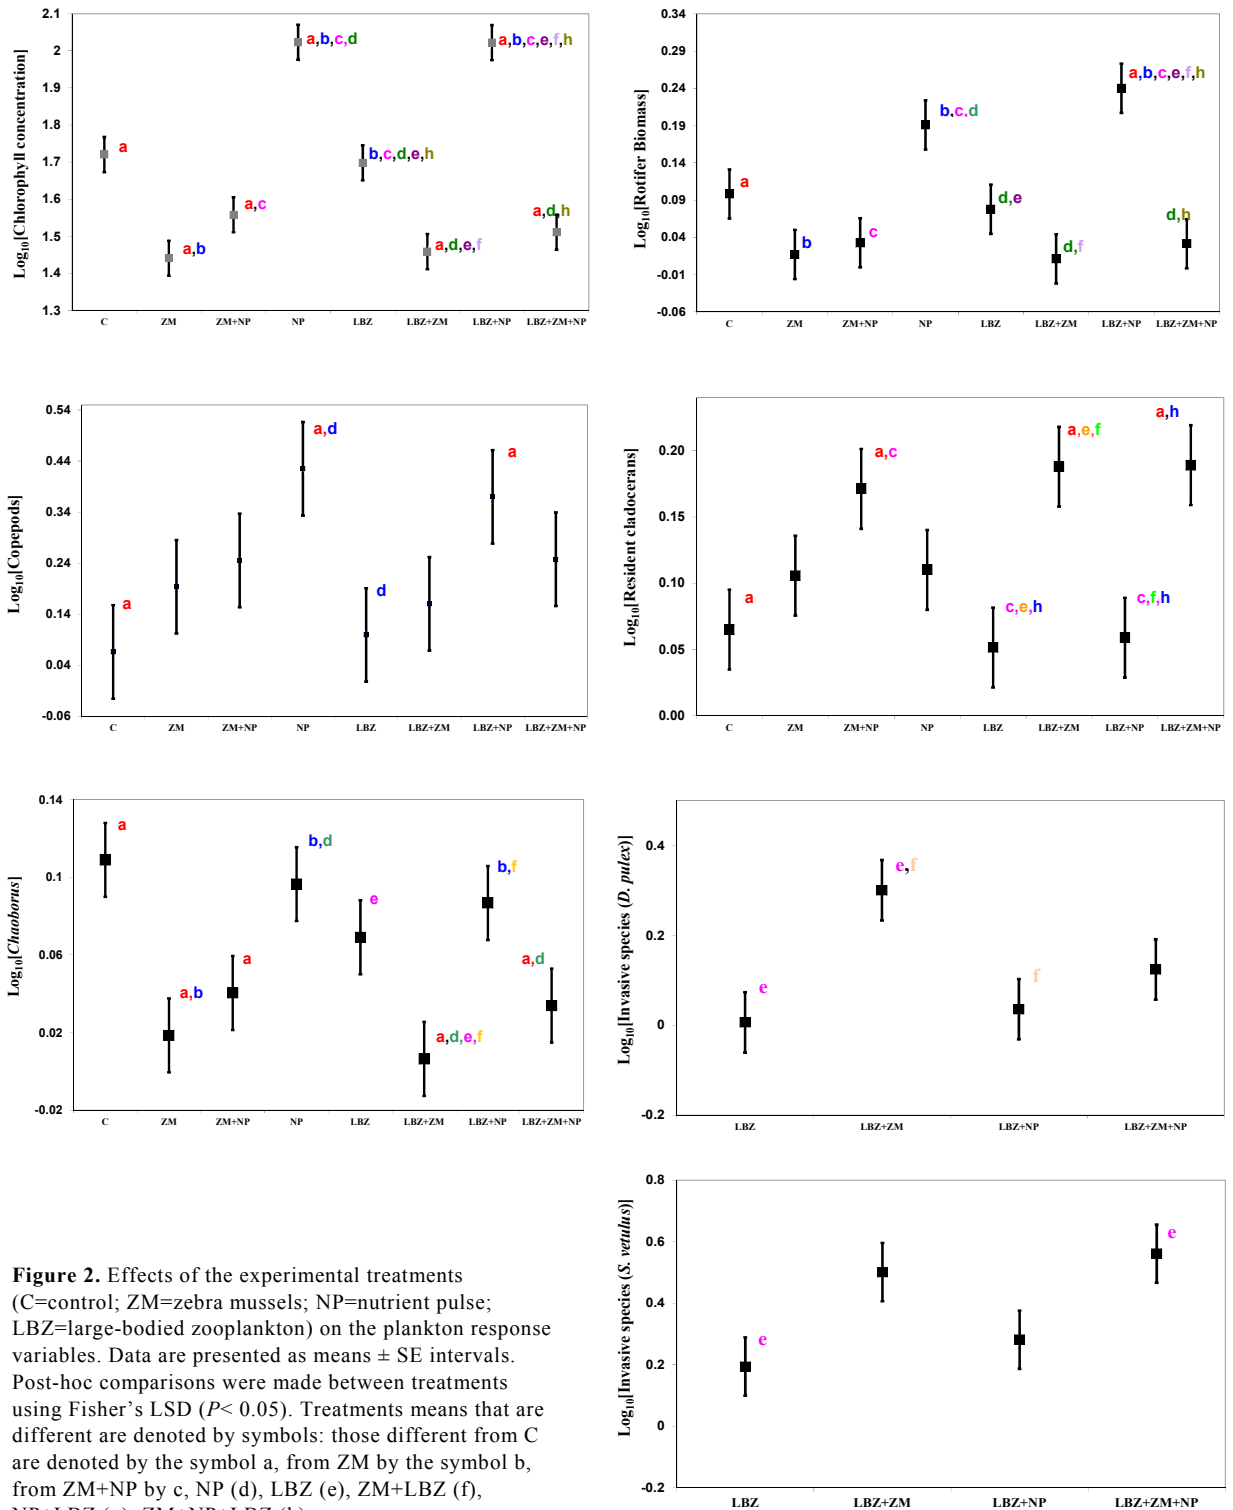 Log10[Chlorophyll concentration]
2.1
2
1.9
1.8
1.7
1.6
1.5
1.4
1.3
a
a,b
a,c
a,b,c,d
b,c,d,e,h
a,d,e,f
a,b,c,e,f,h
a,d,h
C ZM ZM+NP NP LBZ LBZ+ZM LBZ+NP LBZ+ZM+NP
Log10[Rotifer Biomass]
0.34
0.29
0.24
0.19
0.14
0.09
0.04
-0.01
-0.06
a
b
c
b,c,d
d,e
d,f
a,b,c,e,f,h
d,h
C ZM ZM+NP NP LBZ LBZ+ZM LBZ+NP LBZ+ZM+NP
Log10[Copepods]
0.54
0.44
0.34
0.24
0.14
0.04
-0.06
a
a,d
d
a
C ZM ZM+NP NP LBZ LBZ+ZM LBZ+NP LBZ+ZM+NP
Log10[Resident cladocerans]
0.20
0.15
0.10
0.05
0.00
a
a,c
c,e,h
a,e,f
c,f,h
a,h
C ZM ZM+NP NP LBZ LBZ+ZM LBZ+NP LBZ+ZM+NP
Log10[Chaoborus]
0.14
0.1
0.06
0.02
-0.02
a
a,b
a
b,d
e
a,d,e,f
b,f
a,d
C ZM ZM+NP NP LBZ LBZ+ZM LBZ+NP LBZ+ZM+NP
Log10[Invasive species (D. pulex)]
0.4
0.2
0
-0.2
e
e,f
f
LBZ LBZ+ZM LBZ+NP LBZ+ZM+NP
Log10[Invasive species (S. vetulus)]
0.8
0.6
0.4
0.2
0
-0.2
e
e
LBZ LBZ+ZM LBZ+NP LBZ+ZM+NP
Figure 2. Effects of the experimental treatments
(C=control; ZM=zebra mussels; NP=nutrient pulse;
LBZ=large-bodied zooplankton) on the plankton response
variables. Data are presented as means ± SE intervals.
Post-hoc comparisons were made between treatments
using Fisher's LSD (P< 0.05). Treatments means that are
different are denoted by symbols: those different from C
are denoted by the symbol a, from ZM by the symbol b,
from ZM+NP by c, NP (d), LBZ (e), ZM+LBZ (f),